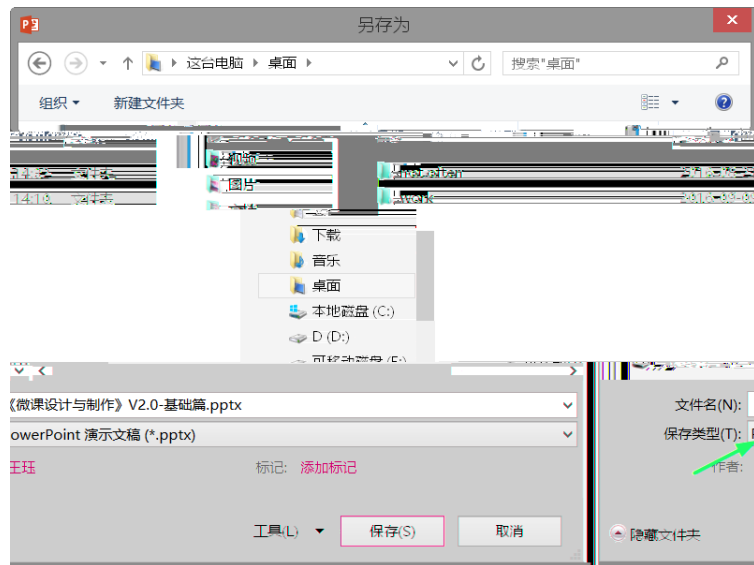 另存为
这台电脑 桌面
搜索"桌面"
组织 新建文件夹
视频
图片
work
下载
音乐
桌面
本地磁盘 (C:)
D (D:)
《微课设计与制作》V2.0-基础篇.pptx
文件名(N):
owerPoint 演示文稿 (*.pptx)
保存类型(T):
王珏
标记: 添加标记
作者:
工具(L) 保存(S) 取消
隐藏文件夹